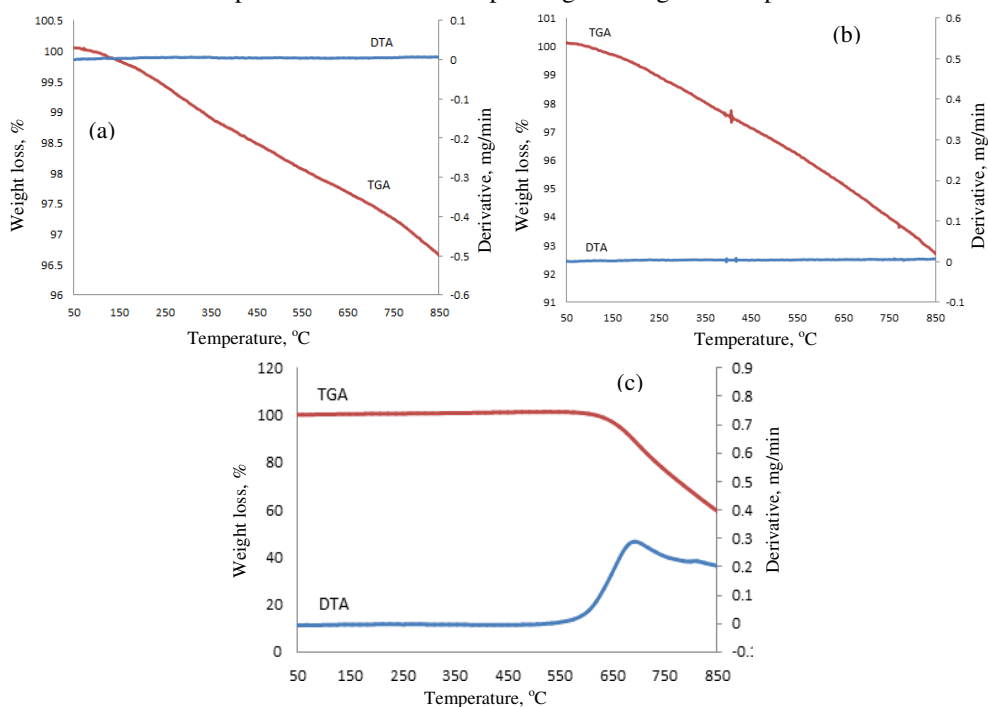 100.5
100
99.5
99
98.5
98
97.5
97
96.5
96
Weight loss, %
0.1
0
-0.1
-0.2
-0.3
-0.4
-0.5
-0.6
Derivative, mg/min
DTA
(a)
TGA
50 150 250 350 450 550 650 750 850
Temperature, °C
101
100
99
98
97
96
95
94
93
92
91
Weight loss, %
0.6
0.5
0.4
0.3
0.2
0.1
0
-0.1
Derivative, mg/min
TGA
(b)
DTA
50 150 250 350 450 550 650 750 850
Temperature, °C
120
100
80
60
40
20
0
Weight loss, %
0.9
0.8
0.7
0.6
0.5
0.4
0.3
0.2
0.1
0
Derivative, mg/min
TGA
(c)
DTA
50 150 250 350 450 550 650 750 850
Temperature, °C